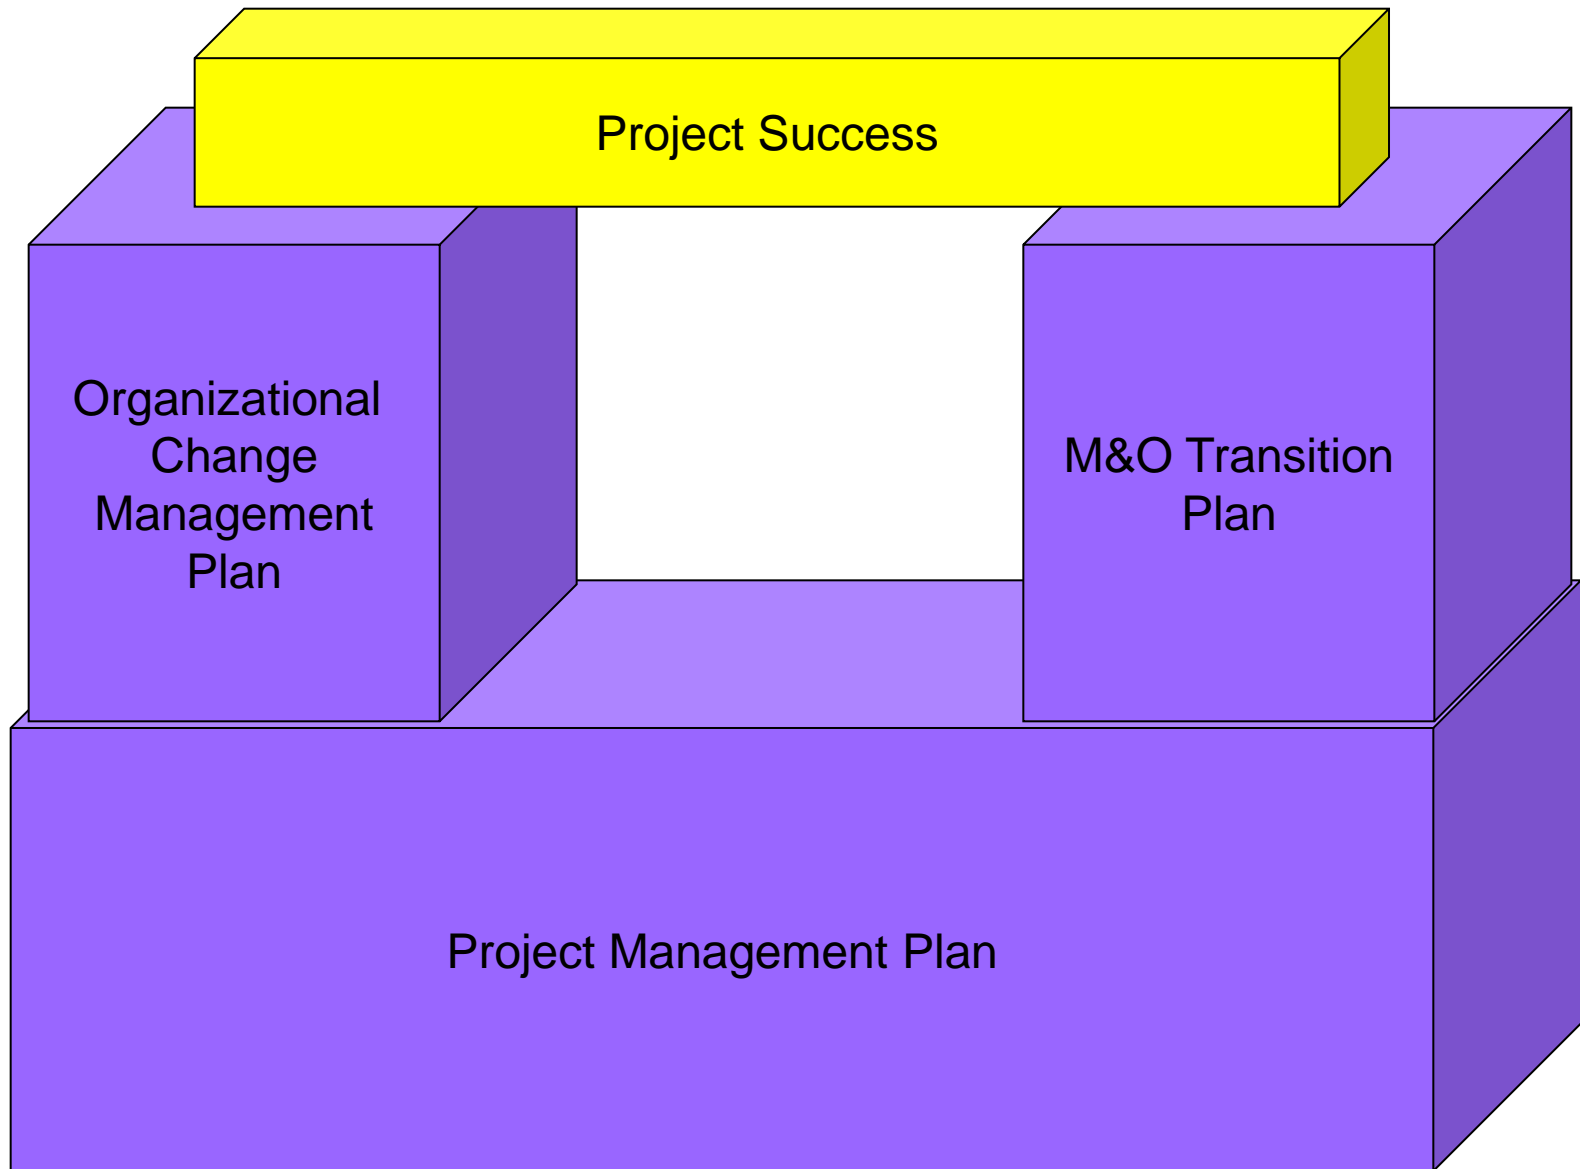 Project Success
Organizational
Change
Management
Plan
M&O Transition
Plan
Project Management Plan